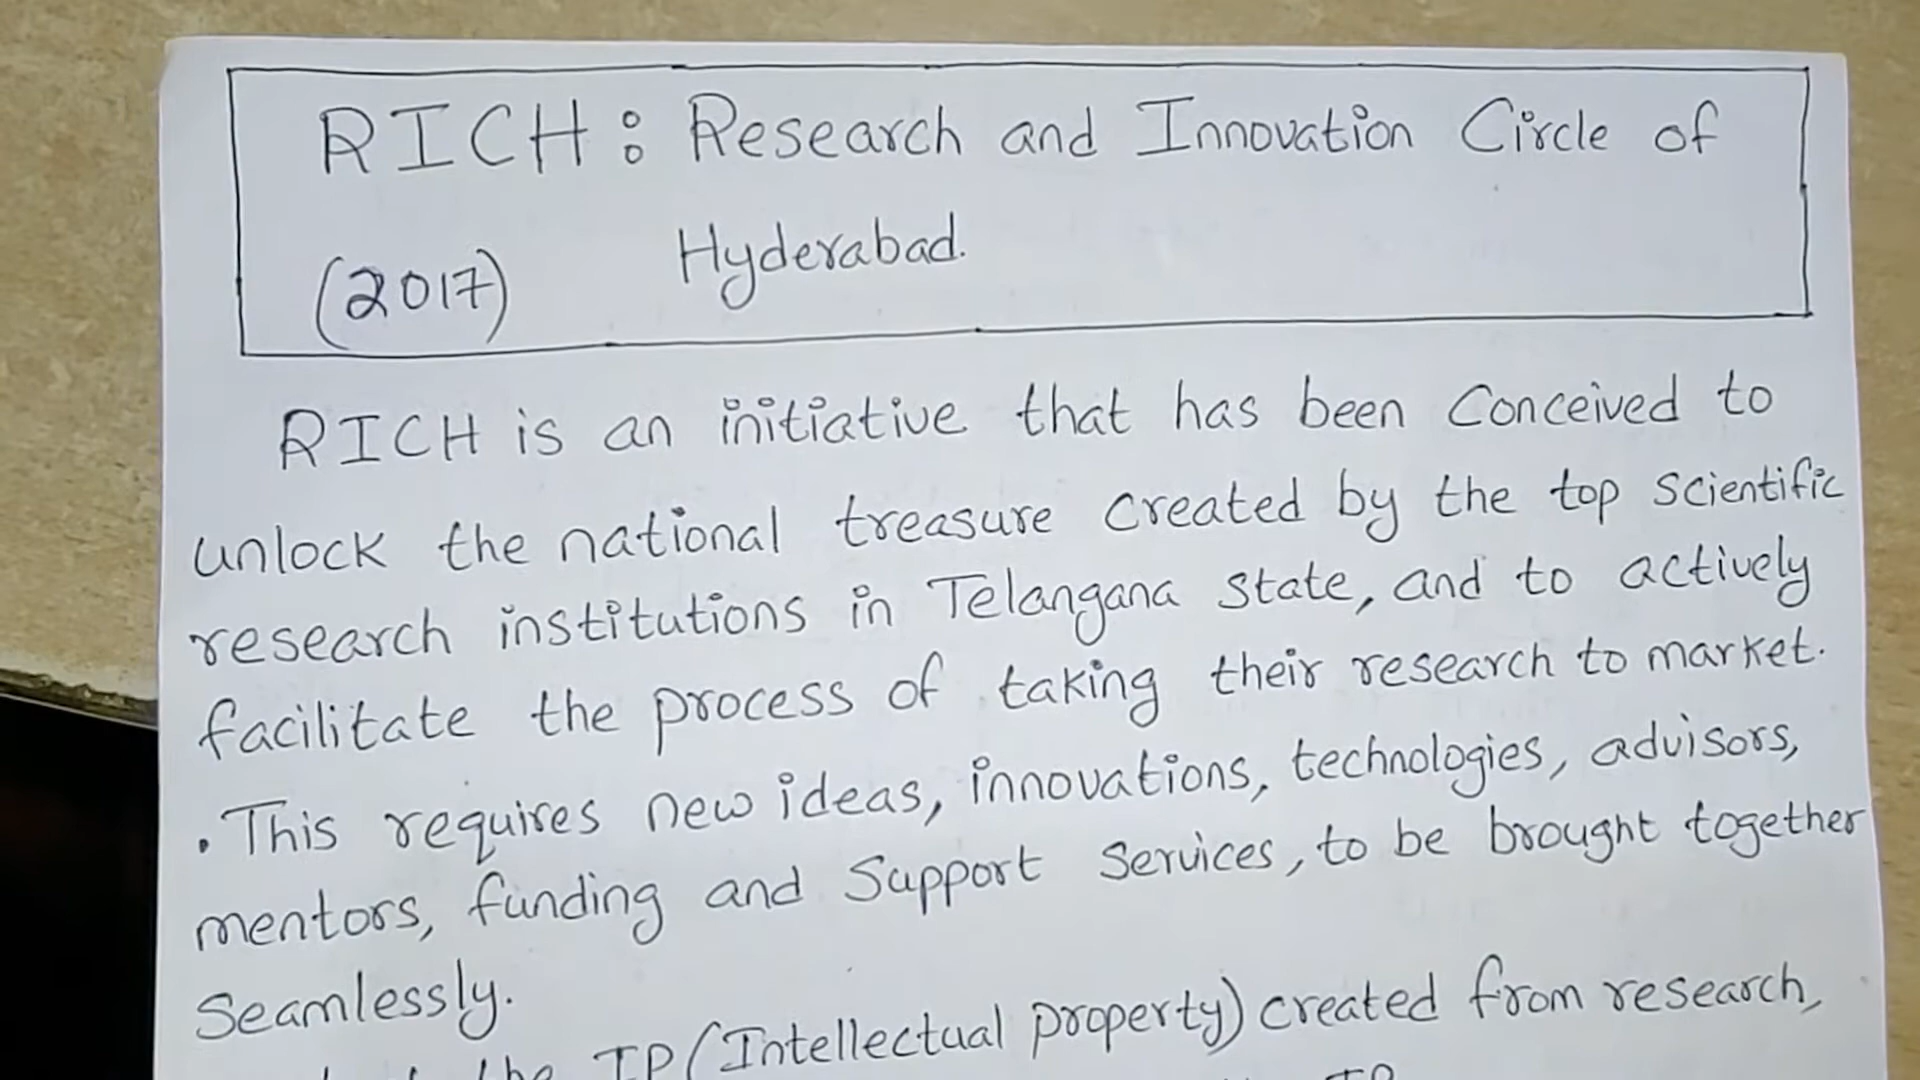 RICH: Research and Innovation Circle of
(2017) Hyderabad.
RICH is an initiative that has been Conceived to
unlock the national treasure created by the top scientific
research institutions in Telangana state, and to actively
facilitate the process of taking their research to market.
. This requires new ideas, innovations, technologies, advisors,
mentors, funding and Support Services, to be brought together
Seamlessly.
the IP (Intellectual property) created from research,